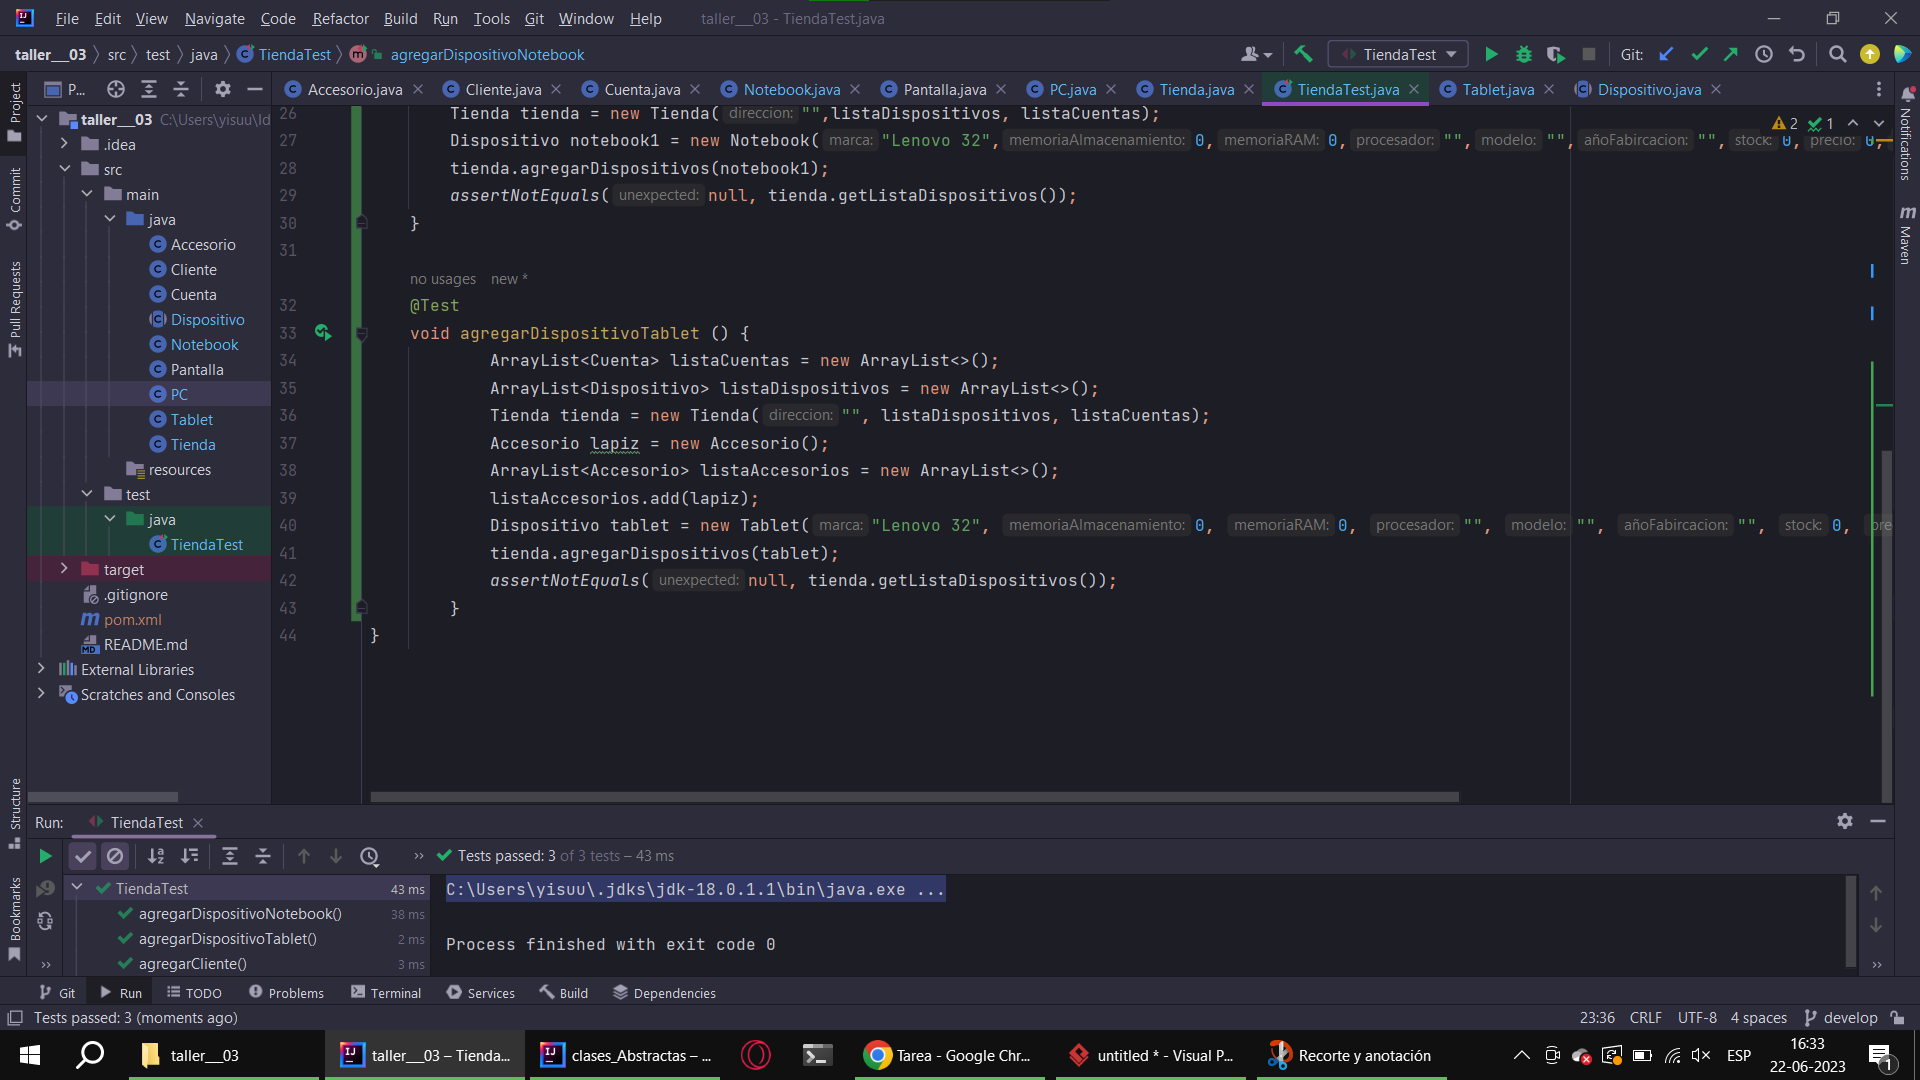 File Edit View Navigate Code Refactor Build Run Tools Git Window Help taller___03 - TiendaTest.java
taller___03 src test java TiendaTest agregarDispositivoNotebook TiendaTest Git:
P... Accesorio.java Cliente.java Cuenta.java Notebook.java Pantalla.java PC.java Tienda.java TiendaTest.java Tablet.java Dispositivo.java
Project
Commit
Pull Requests
Structure
Bookmarks
Notifications
Maven
taller___03 C:\Users\yisuu\Id
.idea
src
main
java
Accesorio
Cliente
Cuenta
Dispositivo
Notebook
Pantalla
PC
Tablet
Tienda
resources
test
java
TiendaTest
target
.gitignore
pom.xml
README.md
External Libraries
Scratches and Consoles
2 1
26 Tienda tienda = new Tienda( direccion: "",listaDispositivos, listaCuentas);
27 Dispositivo notebook1 = new Notebook( marca: "Lenovo 32", memoriaAlmacenamiento: 0, memoriaRAM: 0, procesador: "", modelo: "", añoFabircacion: "", stock: 0, precio: 0,
28 tienda.agregarDispositivos(notebook1);
29 assertNotEquals( unexpected: null, tienda.getListaDispositivos());
30 }
31
no usages new *
32 @Test
33 void agregarDispositivoTablet () {
34 ArrayList<Cuenta> listaCuentas = new ArrayList<>();
35 ArrayList<Dispositivo> listaDispositivos = new ArrayList<>();
36 Tienda tienda = new Tienda( direccion: "", listaDispositivos, listaCuentas);
37 Accesorio lapiz = new Accesorio();
38 ArrayList<Accesorio> listaAccesorios = new ArrayList<>();
39 listaAccesorios.add(lapiz);
40 Dispositivo tablet = new Tablet( marca: "Lenovo 32", memoriaAlmacenamiento: 0, memoriaRAM: 0, procesador: "", modelo: "", añoFabircacion: "", stock: 0, pre
41 tienda.agregarDispositivos(tablet);
42 assertNotEquals( unexpected: null, tienda.getListaDispositivos());
43 }
44 }
Run: TiendaTest
Tests passed: 3 of 3 tests – 43 ms
TiendaTest 43 ms
agregarDispositivoNotebook() 38 ms
agregarDispositivoTablet() 2 ms
agregarCliente() 3 ms
C:\Users\yisuu\.jdks\jdk-18.0.1.1\bin\java.exe ...
Process finished with exit code 0
Git Run TODO Problems Terminal Services Build Dependencies
Tests passed: 3 (moments ago) 23:36 CRLF UTF-8 4 spaces develop
taller___03 taller___03 – Tienda... clases_Abstractas – ... Tarea - Google Chr... untitled * - Visual P... Recorte y anotación ESP 16:33
22-06-2023 1